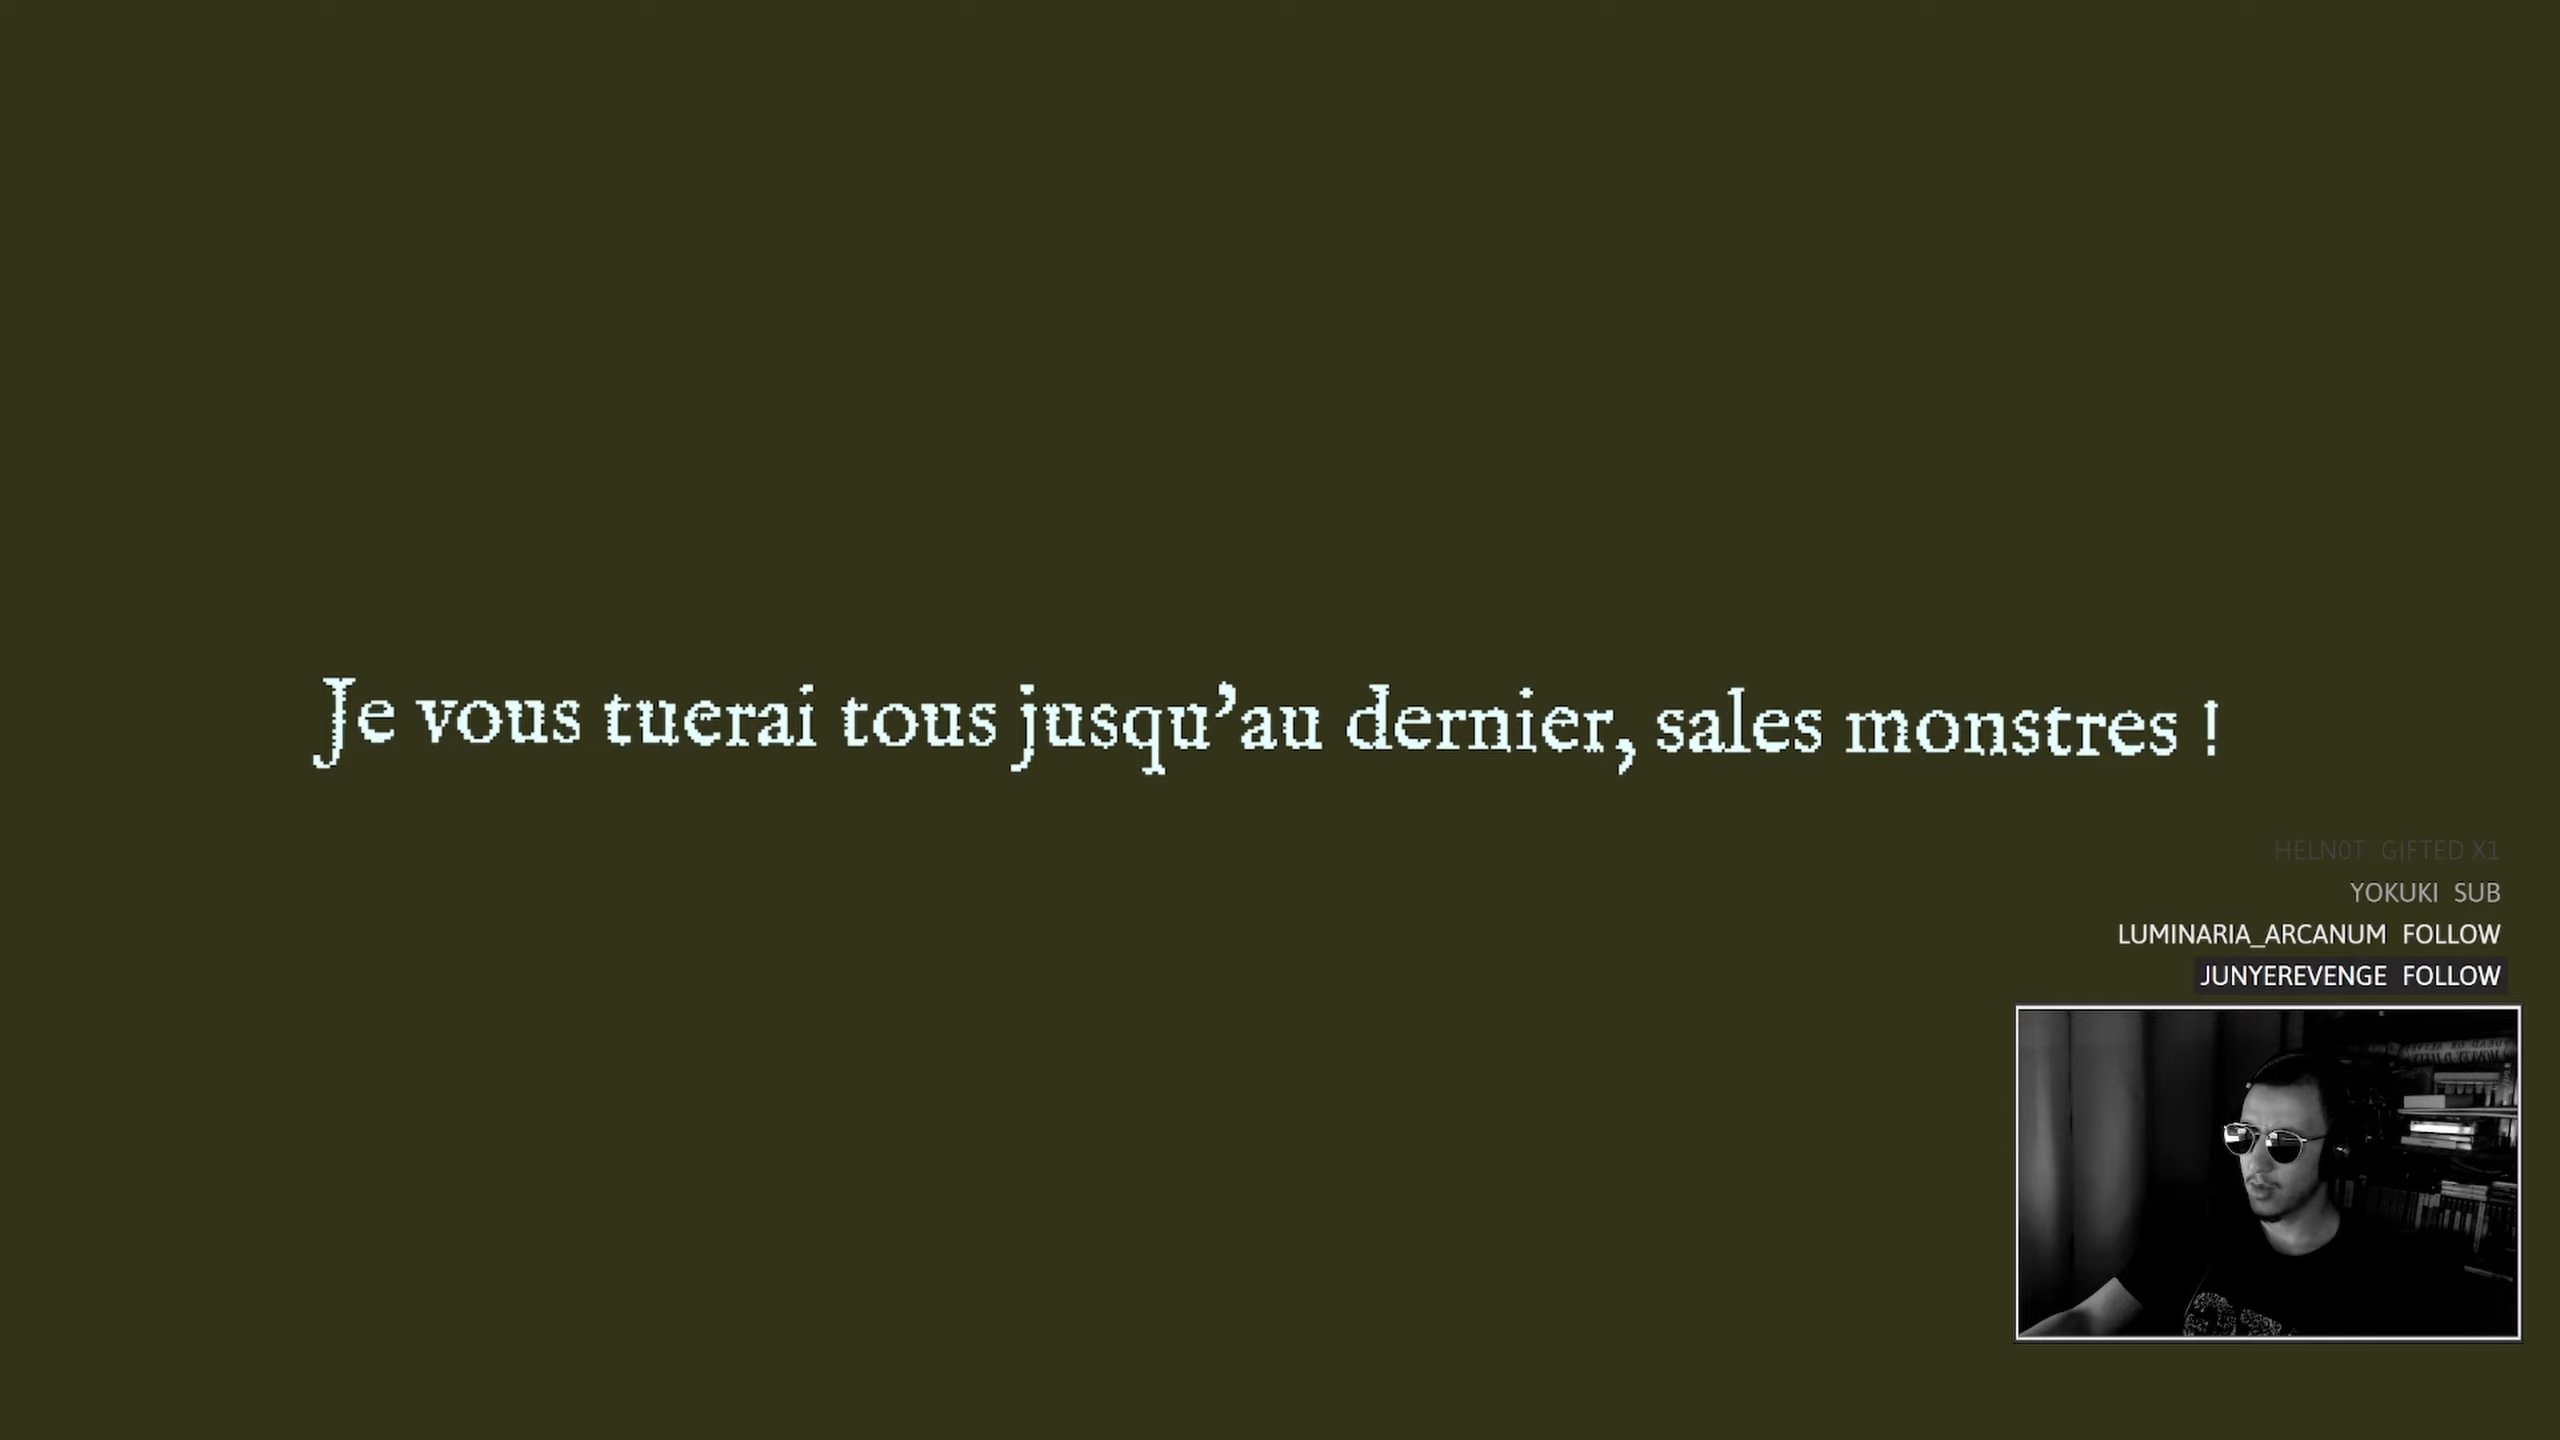 Je vous tuerai tous jusqu’au dernier, sales monstres !
HELN0T GIFTED X1
YOKUKI SUB
LUMINARIA_ARCANUM FOLLOW
JUNYEREVENGE FOLLOW